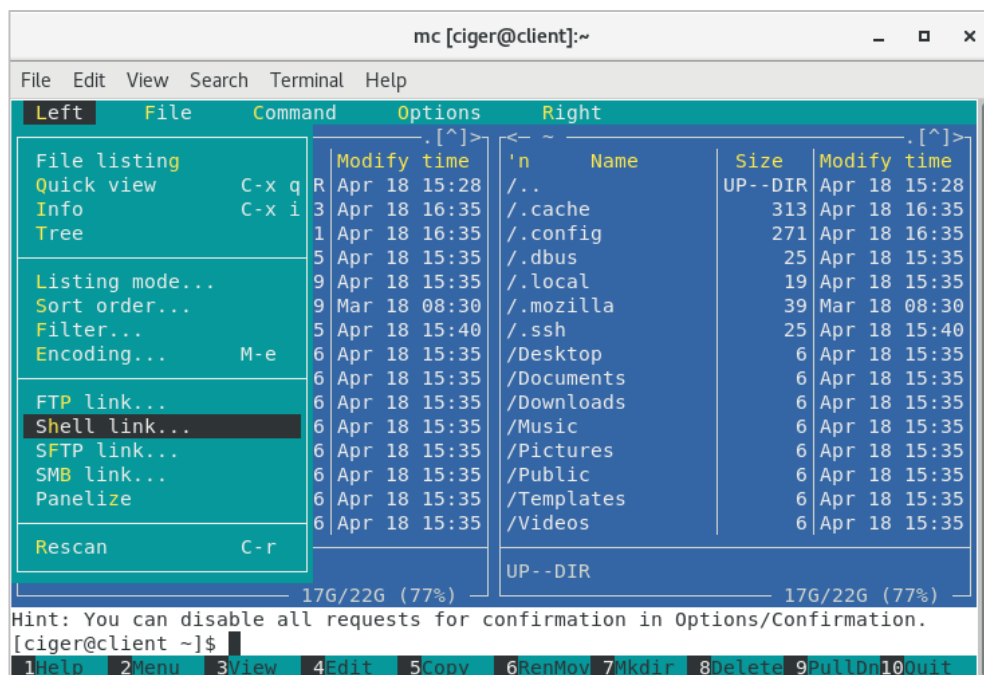 mc [ciger@client]:~
File Edit View Search Terminal Help
Left File Command Options Right
.[^]>
<- ~ .[^]>
File listing Modify time 'n Name Size Modify time
Quick view C-x q R Apr 18 15:28 /.. UP--DIR Apr 18 15:28
Info C-x i 3 Apr 18 16:35 /.cache 313 Apr 18 16:35
Tree 1 Apr 18 16:35 /.config 271 Apr 18 16:35
5 Apr 18 15:35 /.dbus 25 Apr 18 15:35
Listing mode... 9 Apr 18 15:35 /.local 19 Apr 18 15:35
Sort order... 9 Mar 18 08:30 /.mozilla 39 Mar 18 08:30
Filter... 5 Apr 18 15:40 /.ssh 25 Apr 18 15:40
Encoding... M-e 6 Apr 18 15:35 /Desktop 6 Apr 18 15:35
6 Apr 18 15:35 /Documents 6 Apr 18 15:35
FTP link... 6 Apr 18 15:35 /Downloads 6 Apr 18 15:35
Shell link... 6 Apr 18 15:35 /Music 6 Apr 18 15:35
SFTP link... 6 Apr 18 15:35 /Pictures 6 Apr 18 15:35
SMB link... 6 Apr 18 15:35 /Public 6 Apr 18 15:35
Panelize 6 Apr 18 15:35 /Templates 6 Apr 18 15:35
6 Apr 18 15:35 /Videos 6 Apr 18 15:35
Rescan C-r
UP--DIR
17G/22G (77%) 17G/22G (77%)
Hint: You can disable all requests for confirmation in Options/Confirmation.
[ciger@client ~]$
1Help 2Menu 3View 4Edit 5Copy 6RenMov 7Mkdir 8Delete 9PullDn 10Quit